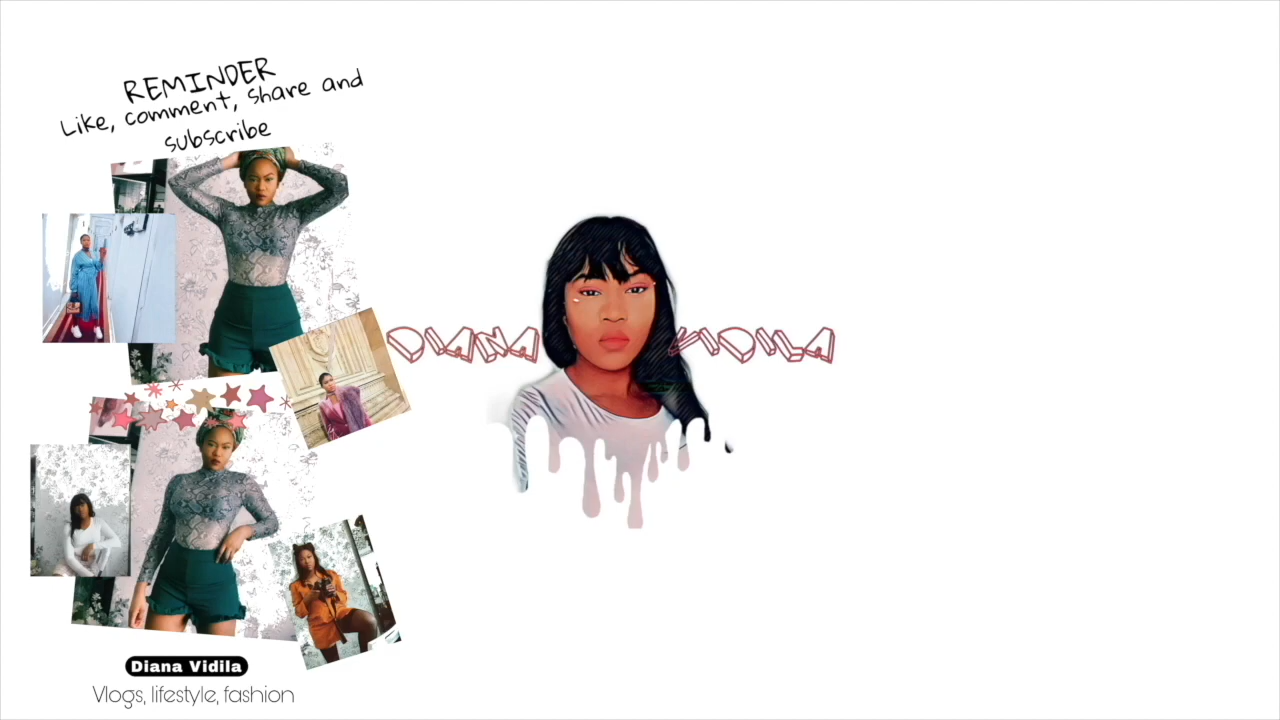 REMINDER
Like, comment, share and
subscribe
DIANA VIDILA
Diana Vidila
Vlogs, lifestyle, fashion